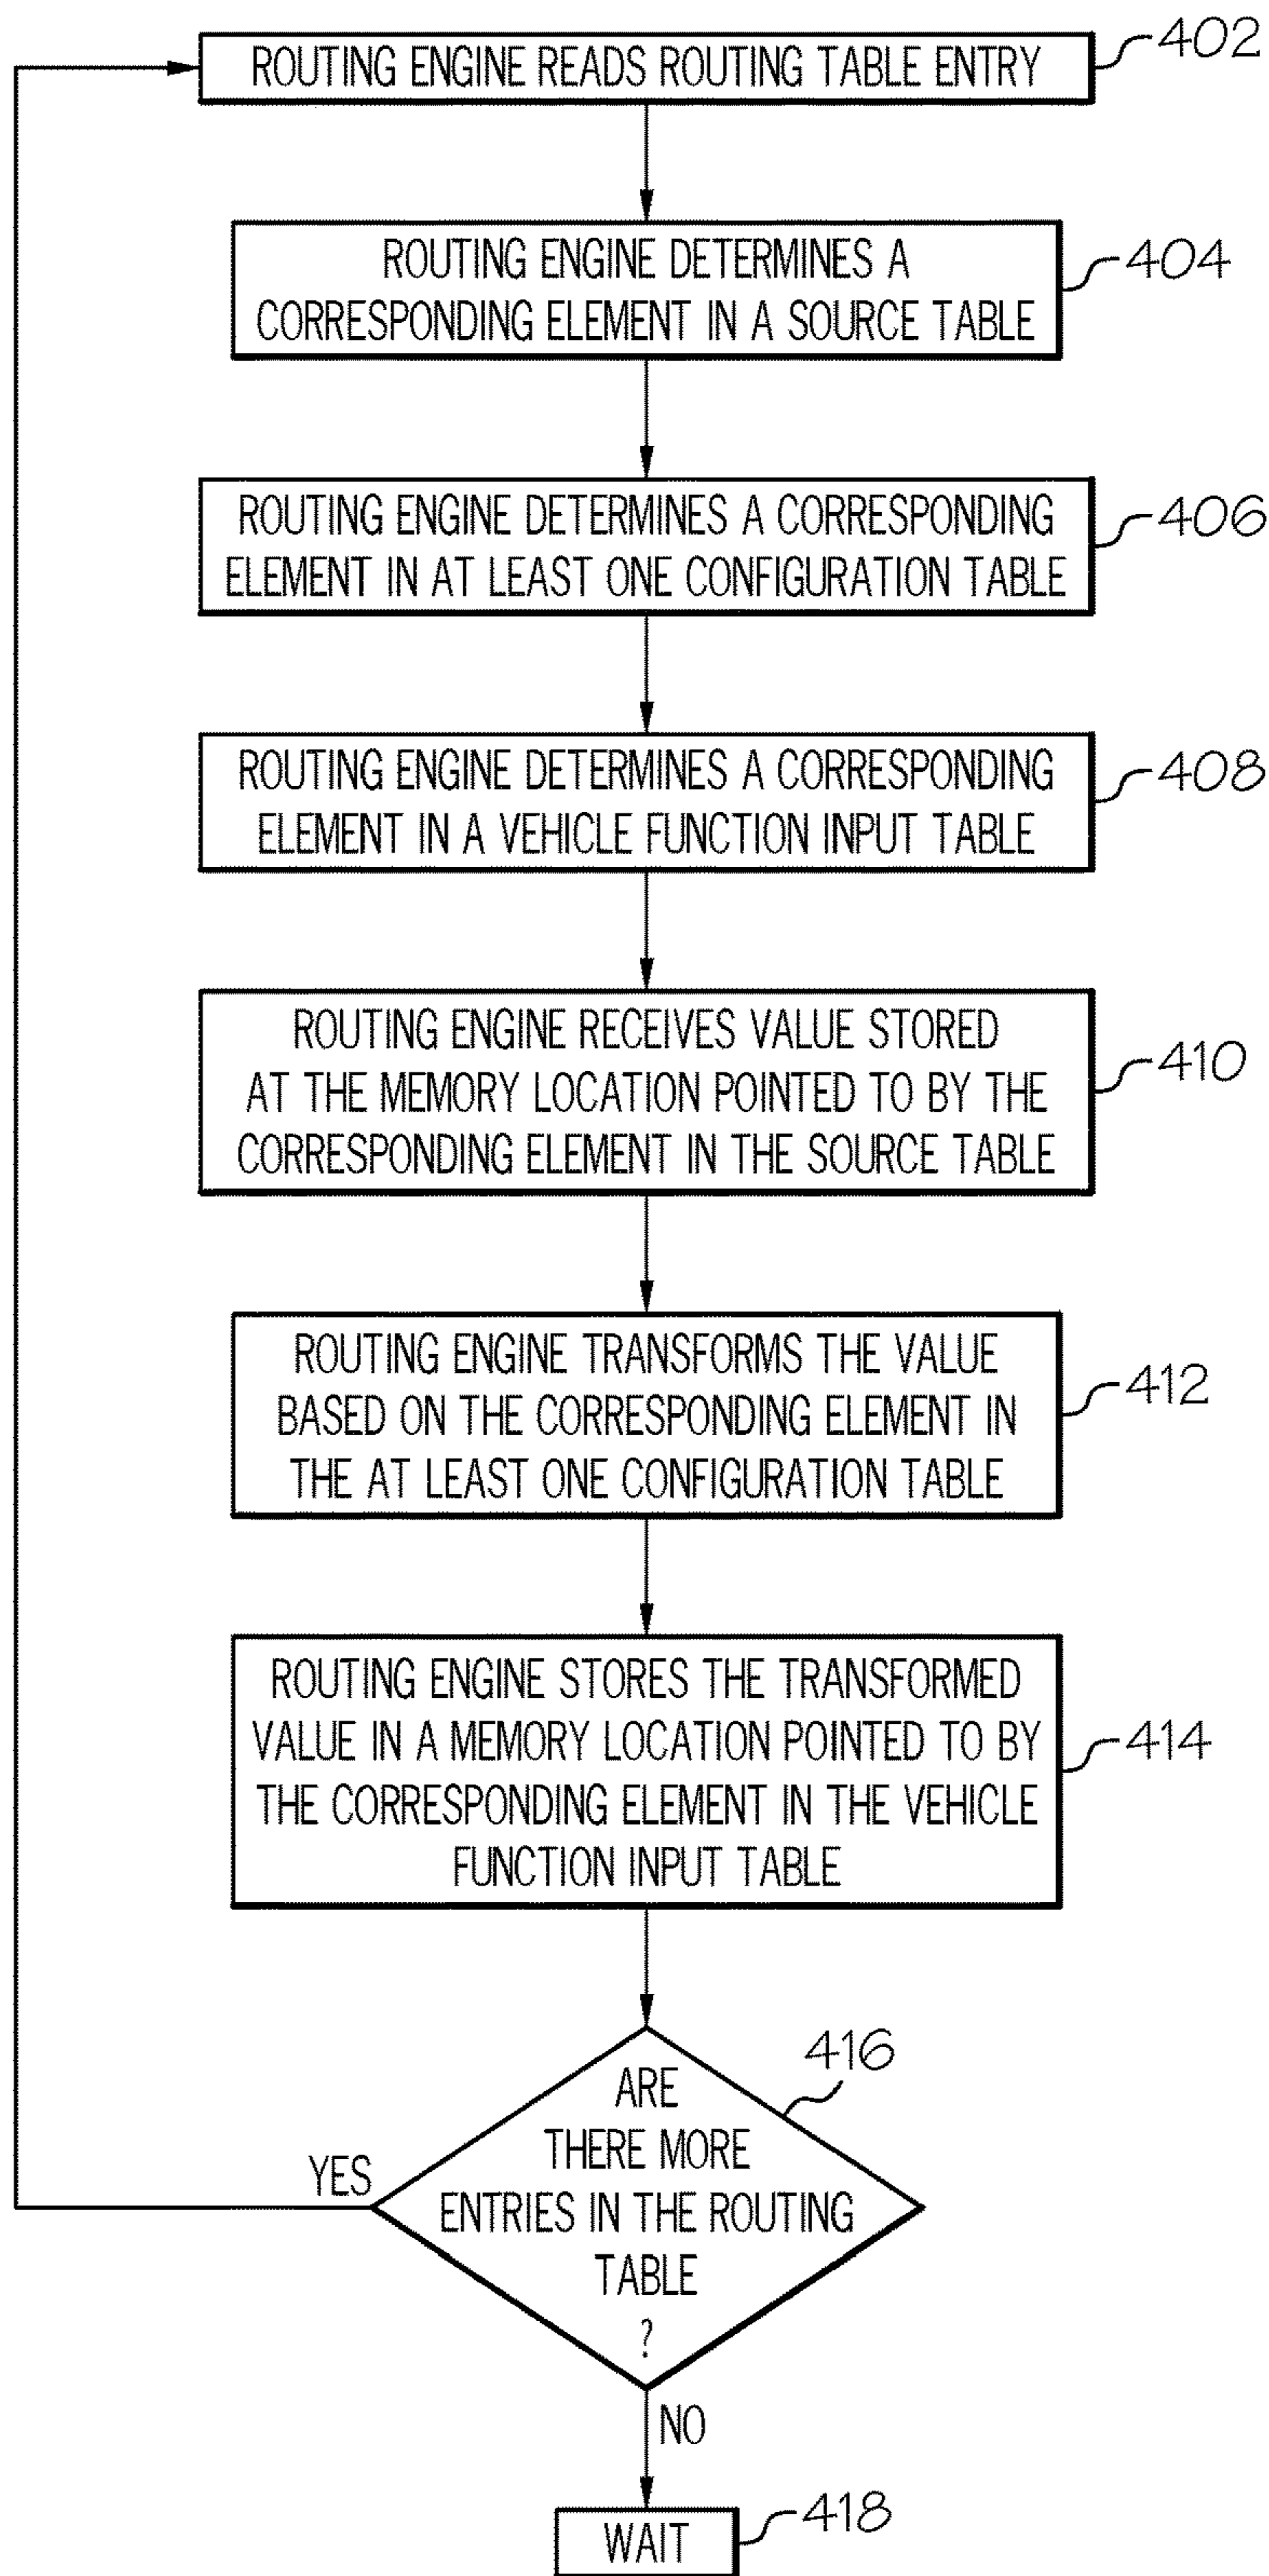 ROUTING ENGINE READS ROUTING TABLE ENTRY
402
ROUTING ENGINE DETERMINES A
CORRESPONDING ELEMENT IN A SOURCE TABLE
404
ROUTING ENGINE DETERMINES A CORRESPONDING
ELEMENT IN AT LEAST ONE CONFIGURATION TABLE
406
ROUTING ENGINE DETERMINES A CORRESPONDING
ELEMENT IN A VEHICLE FUNCTION INPUT TABLE
408
ROUTING ENGINE RECEIVES VALUE STORED
AT THE MEMORY LOCATION POINTED TO BY THE
CORRESPONDING ELEMENT IN THE SOURCE TABLE
410
ROUTING ENGINE TRANSFORMS THE VALUE
BASED ON THE CORRESPONDING ELEMENT IN
THE AT LEAST ONE CONFIGURATION TABLE
412
ROUTING ENGINE STORES THE TRANSFORMED
VALUE IN A MEMORY LOCATION POINTED TO BY
THE CORRESPONDING ELEMENT IN THE VEHICLE
FUNCTION INPUT TABLE
414
ARE
THERE MORE
ENTRIES IN THE ROUTING
TABLE
?
416
YES
NO
WAIT
418